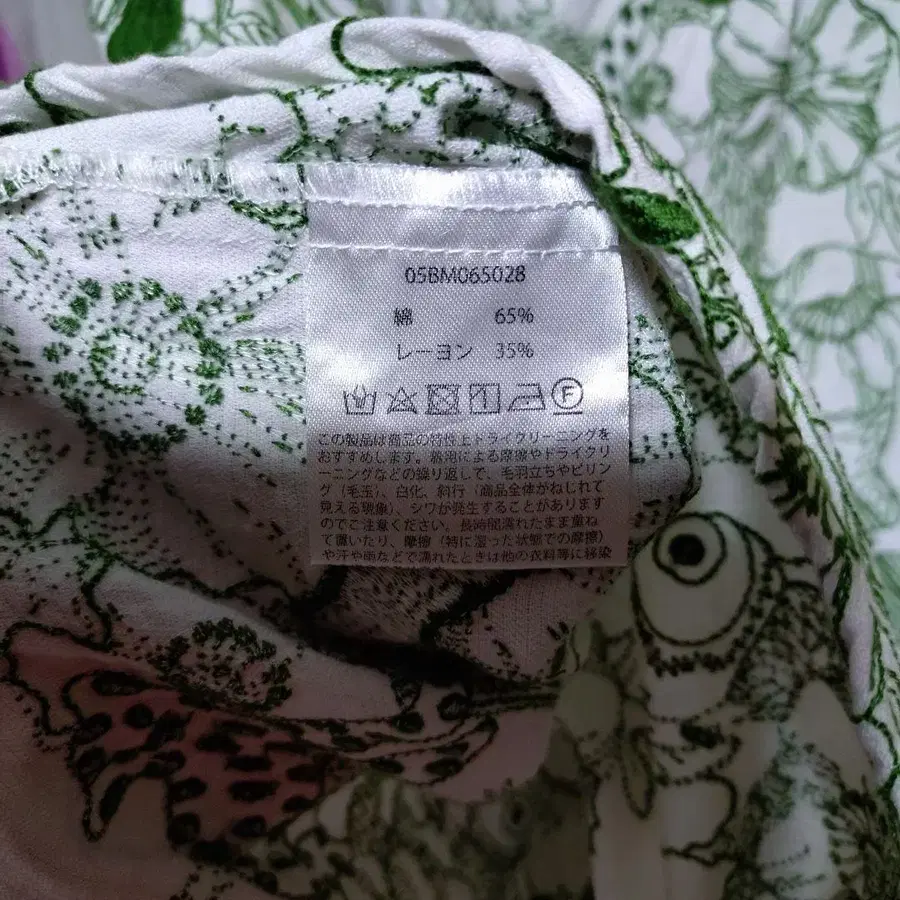 05BM065028
綿 65%
レーヨン 35%
F
この製品は商品の特性上ドライクリーニングを
おすすめします。着用による摩擦やドライクリ
ーニングなどの繰り返しで、毛羽立ちやピリン
グ（毛玉）、白化、斜行（商品全体がねじれて
見える現象）、シワが発生することがあります
のでご注意ください。長時間濡れたまま重ね
て置いたり、摩擦（特に湿った状態での摩擦）
や汗や雨などで濡れたときは他の衣料等に移染